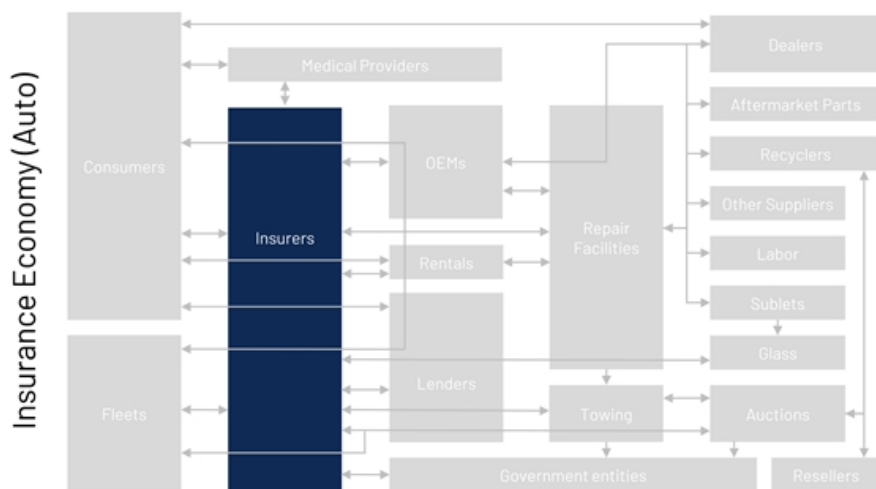 Insurance Economy (Auto)
Consumers
Medical Providers
Dealers
Aftermarket Parts
OEMs
Recyclers
Insurers
Repair
Facilities
Other Suppliers
Rentals
Labor
Sublets
Glass
Fleets
Lenders
Towing
Auctions
Government entities
Resellers